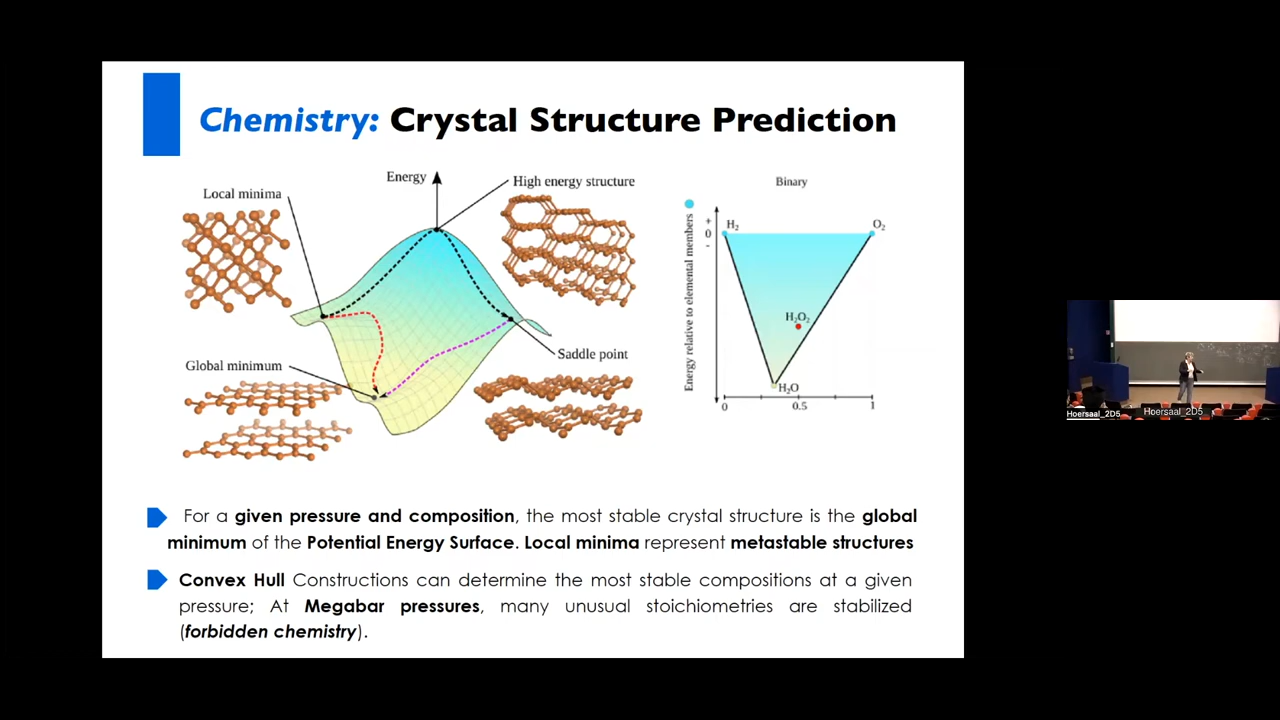 Chemistry: Crystal Structure Prediction
Local minima
Energy
High energy structure
Global minimum
Saddle point
Binary
Energy relative to elemental members
+
0
-
H₂
O₂
H₂O₂
H₂O
0
0.5
1
For a given pressure and composition, the most stable crystal structure is the global
minimum of the Potential Energy Surface. Local minima represent metastable structures
Convex Hull Constructions can determine the most stable compositions at a given
pressure; At Megabar pressures, many unusual stoichiometries are stabilized
(forbidden chemistry).
Hoersaal_2D5
Hoersaal_2D5